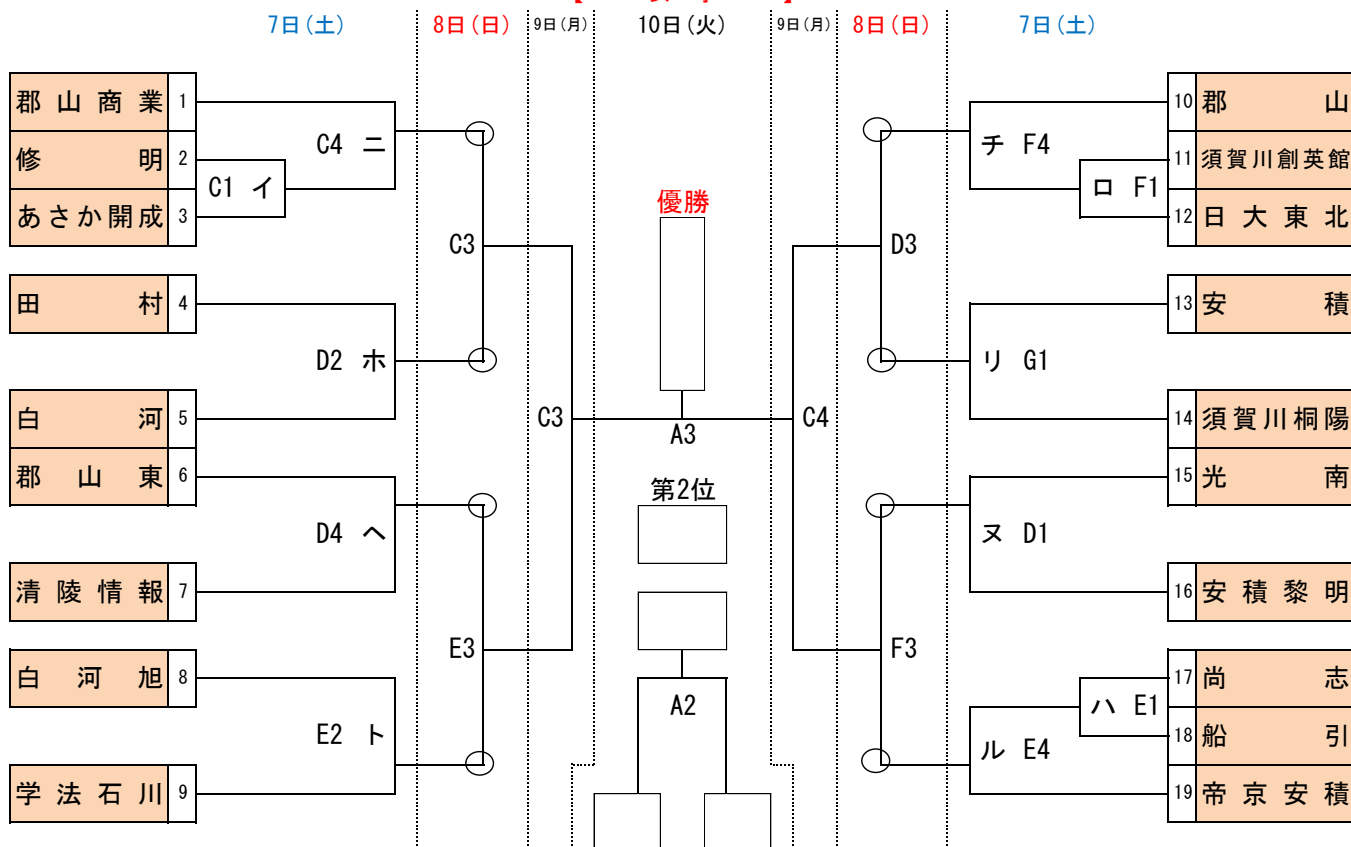 7日(土) 8日(日) 9日(月) 10日(火) 9日(月) 8日(日) 7日(土)
郡山商業 1
修明 2
あさか開成 3
C4 ニ
C1 イ
C3
田村 4
D2 ホ
白河 5
郡山東 6
D4 ヘ
清陵情報 7
E3
白河旭 8
E2 ト
学法石川 9
C3
優勝
A3
第2位
A2
C4
10 郡山
チ F4
11 須賀川創英館
ロ F1
12 日大東北
D3
13 安積
リ G1
14 須賀川桐陽
15 光南
ヌ D1
16 安積黎明
F3
17 尚志
ハ E1
18 船引
ル E4
19 帝京安積